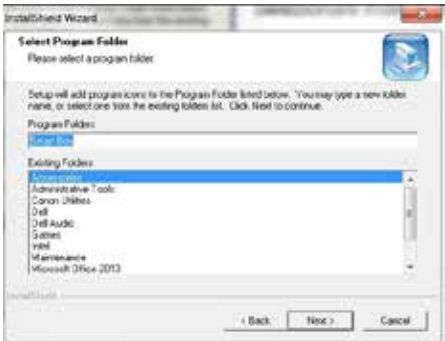 InstallShield Wizard
Select Program Folder
Please select a program folder.
Setup will add program icons to the Program Folder listed below. You may type a new folder
name, or select one from the existing folders list. Click Next to continue.
Program Folders:
Existing Folders:
Accessories
Administrative Tools
Canon Utilities
Dell
Dell Audio
Games
Intel
Maintenance
Microsoft Office 2013
InstallShield
< Back
Next >
Cancel